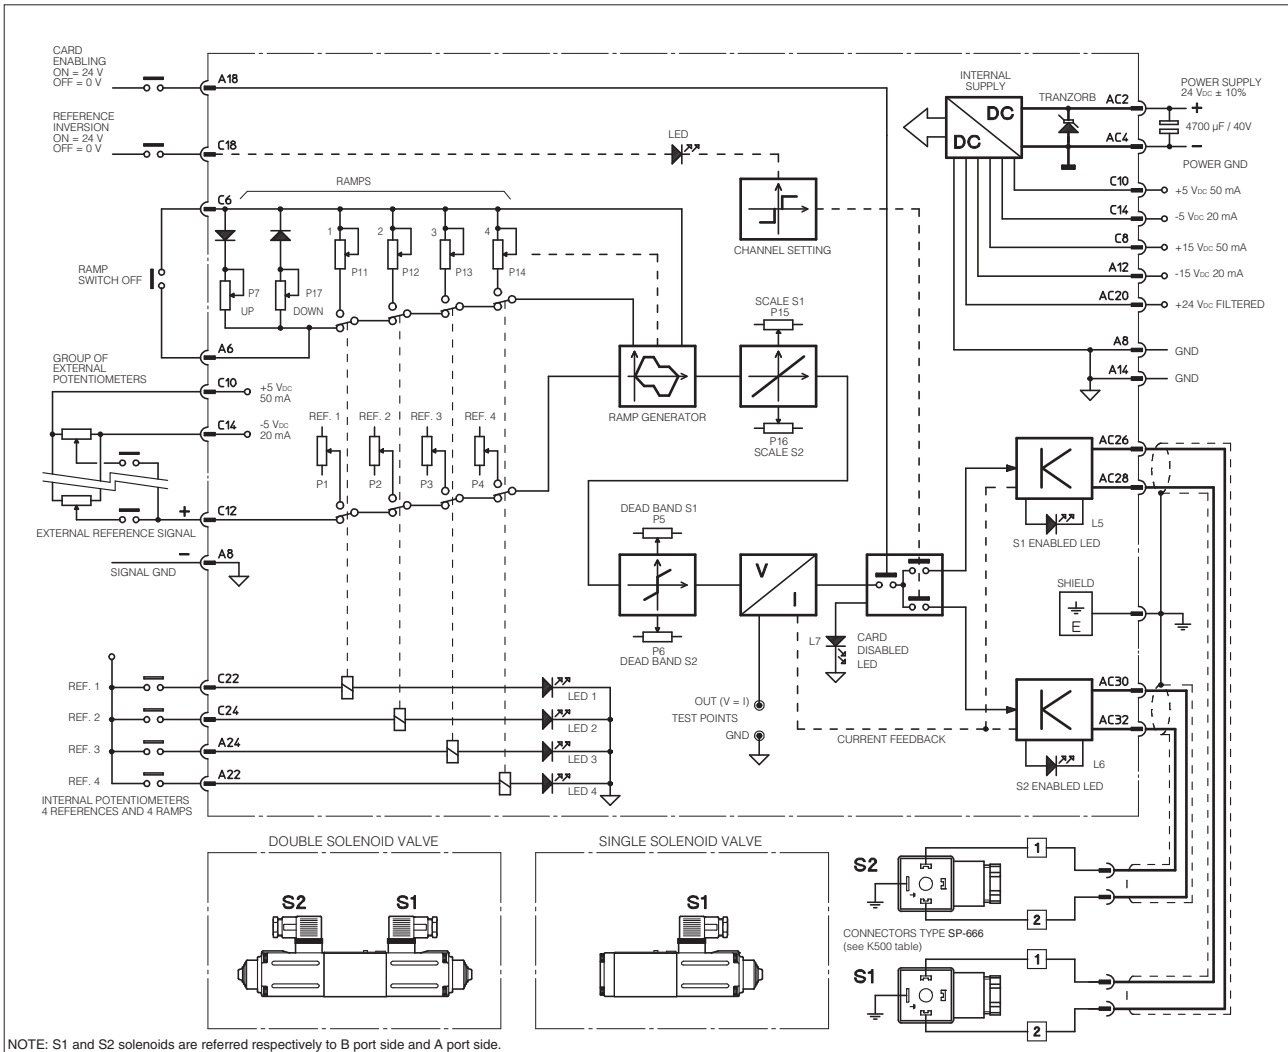 CARD
ENABLING
ON = 24 V
OFF = 0 V
A18
REFERENCE
INVERSION
ON = 24 V
OFF = 0 V
C18
LED
INTERNAL
SUPPLY
DC
DC
TRANZORB
AC2
AC4
POWER SUPPLY
24 VDC ± 10%
+
4700 µF / 40V
−
POWER GND
C10
+5 VDC 50 mA
C14
-5 VDC 20 mA
C8
+15 VDC 50 mA
A12
-15 VDC 20 mA
AC20
+24 VDC FILTERED
A8
GND
A14
GND
CHANNEL SETTING
RAMPS
C6
1
2
3
4
P11
P12
P13
P14
RAMP
SWITCH OFF
P7
UP
P17
DOWN
A6
SCALE S1
P15
RAMP GENERATOR
P16
SCALE S2
GROUP OF
EXTERNAL
POTENTIOMETERS
C10
+5 VDC
50 mA
C14
-5 VDC
20 mA
REF. 1
REF. 2
REF. 3
REF. 4
P1
P2
P3
P4
+
C12
EXTERNAL REFERENCE SIGNAL
−
A8
SIGNAL GND
DEAD BAND S1
P5
P6
DEAD BAND S2
V
I
L7
CARD
DISABLED
LED
OUT (V = I)
TEST POINTS
GND
CURRENT FEEDBACK
AC26
AC28
L5
S1 ENABLED LED
SHIELD
E
AC30
AC32
L6
S2 ENABLED LED
REF. 1
C22
LED 1
REF. 2
C24
LED 2
REF. 3
A24
LED 3
REF. 4
A22
LED 4
INTERNAL POTENTIOMETERS
4 REFERENCES AND 4 RAMPS
DOUBLE SOLENOID VALVE
S2
S1
SINGLE SOLENOID VALVE
S1
S2
1
2
CONNECTORS TYPE SP-666
(see K500 table)
S1
1
2
NOTE: S1 and S2 solenoids are referred respectively to B port side and A port side.